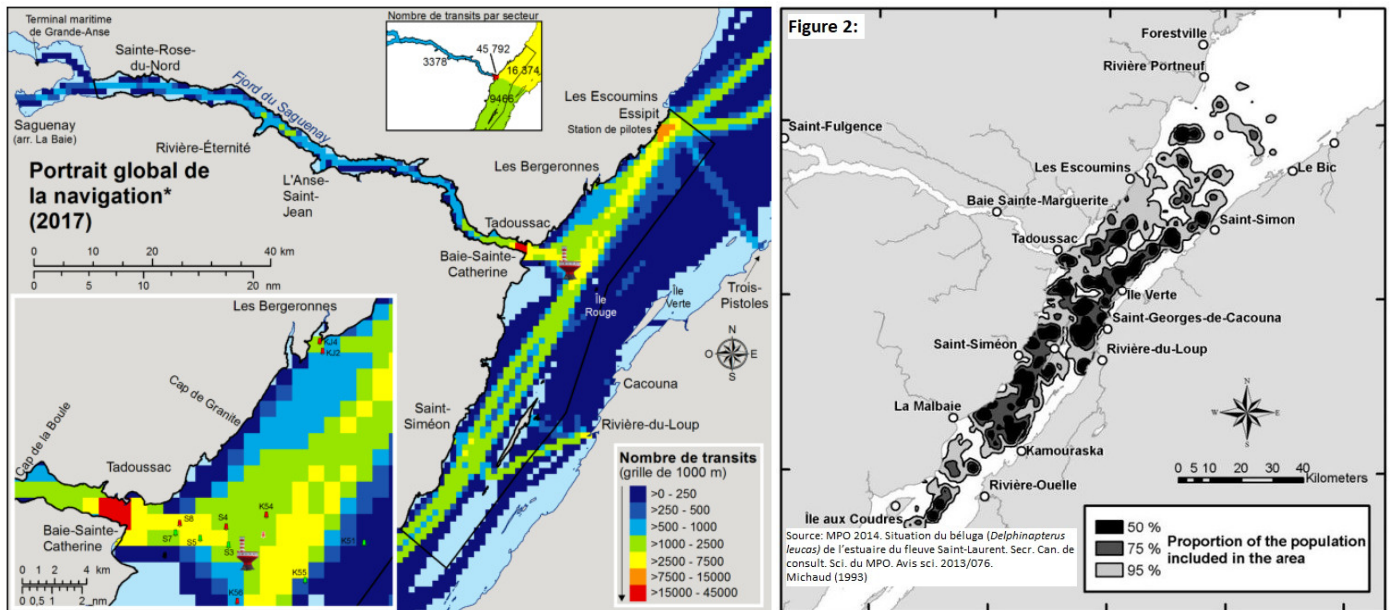 Nombre de transits par secteur
45 792
3378
16 374
9466
Terminal maritime
de Grande-Anse
Sainte-Rose-
du-Nord
Fjord du Saguenay
Saguenay
(arr. La Baie)
Rivière-Éternité
L'Anse-
Saint-
Jean
Les Escoumins
Essipit
Station de pilotes
Les Bergeronnes
Tadoussac
Baie-Sainte-
Catherine
Portrait global de
la navigation*
(2017)
0 10 20 40 km
0 5 10 20 nm
Île
Rouge
Île
Verte
Trois-
Pistoles
N
O E
S
Cacouna
Saint-
Siméon
Rivière-du-Loup
Les Bergeronnes
KJ4
KJ2
Cap de Granite
Cap de la Boule
Tadoussac
Baie-Sainte-
Catherine
S8
S4
K54
S7
S5
S3
K51
K55
K56
0 2 4 km
0 0,5 1 2 nm
Nombre de transits
(grille de 1000 m)
>0 - 250
>250 - 500
>500 - 1000
>1000 - 2500
>2500 - 7500
>7500 - 15000
>15000 - 45000
Figure 2:
Forestville
Rivière Portneuf
Saint-Fulgence
Les Escoumins
Le Bic
Baie Sainte-Marguerite
Saint-Simon
Tadoussac
Île Verte
Saint-Georges-de-Cacouna
Saint-Siméon
Rivière-du-Loup
La Malbaie
Kamouraska
Rivière-Ouelle
Île aux Coudres
N
W E
S
0 5 10 20 30 40
Kilometers
Source: MPO 2014. Situation du béluga (Delphinapterus
leucas) de l'estuaire du fleuve Saint-Laurent. Secr. Can. de
consult. Sci. du MPO. Avis sci. 2013/076.
Michaud (1993)
50 %
75 %
95 %
Proportion of the population
included in the area